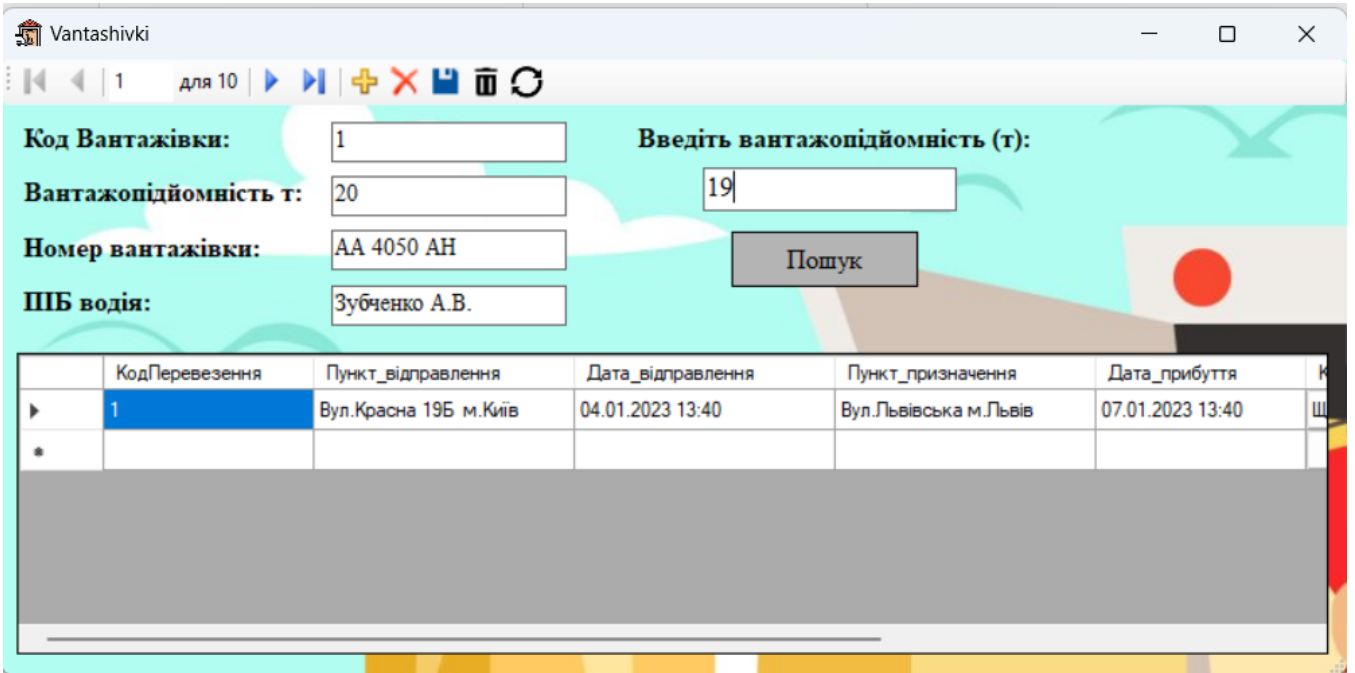 Vantashivki
1 для 10
Код Вантажівки: 1
Введіть вантажопідйомність (т):
Вантажопідйомність т: 20
19
Номер вантажівки: АА 4050 АН
Пошук
ПІБ водія: Зубченко А.В.
КодПеревезення Пункт_відправлення Дата_відправлення Пункт_призначення Дата_прибуття
1 Вул.Красна 19Б м.Київ 04.01.2023 13:40 Вул.Львівська м.Львів 07.01.2023 13:40